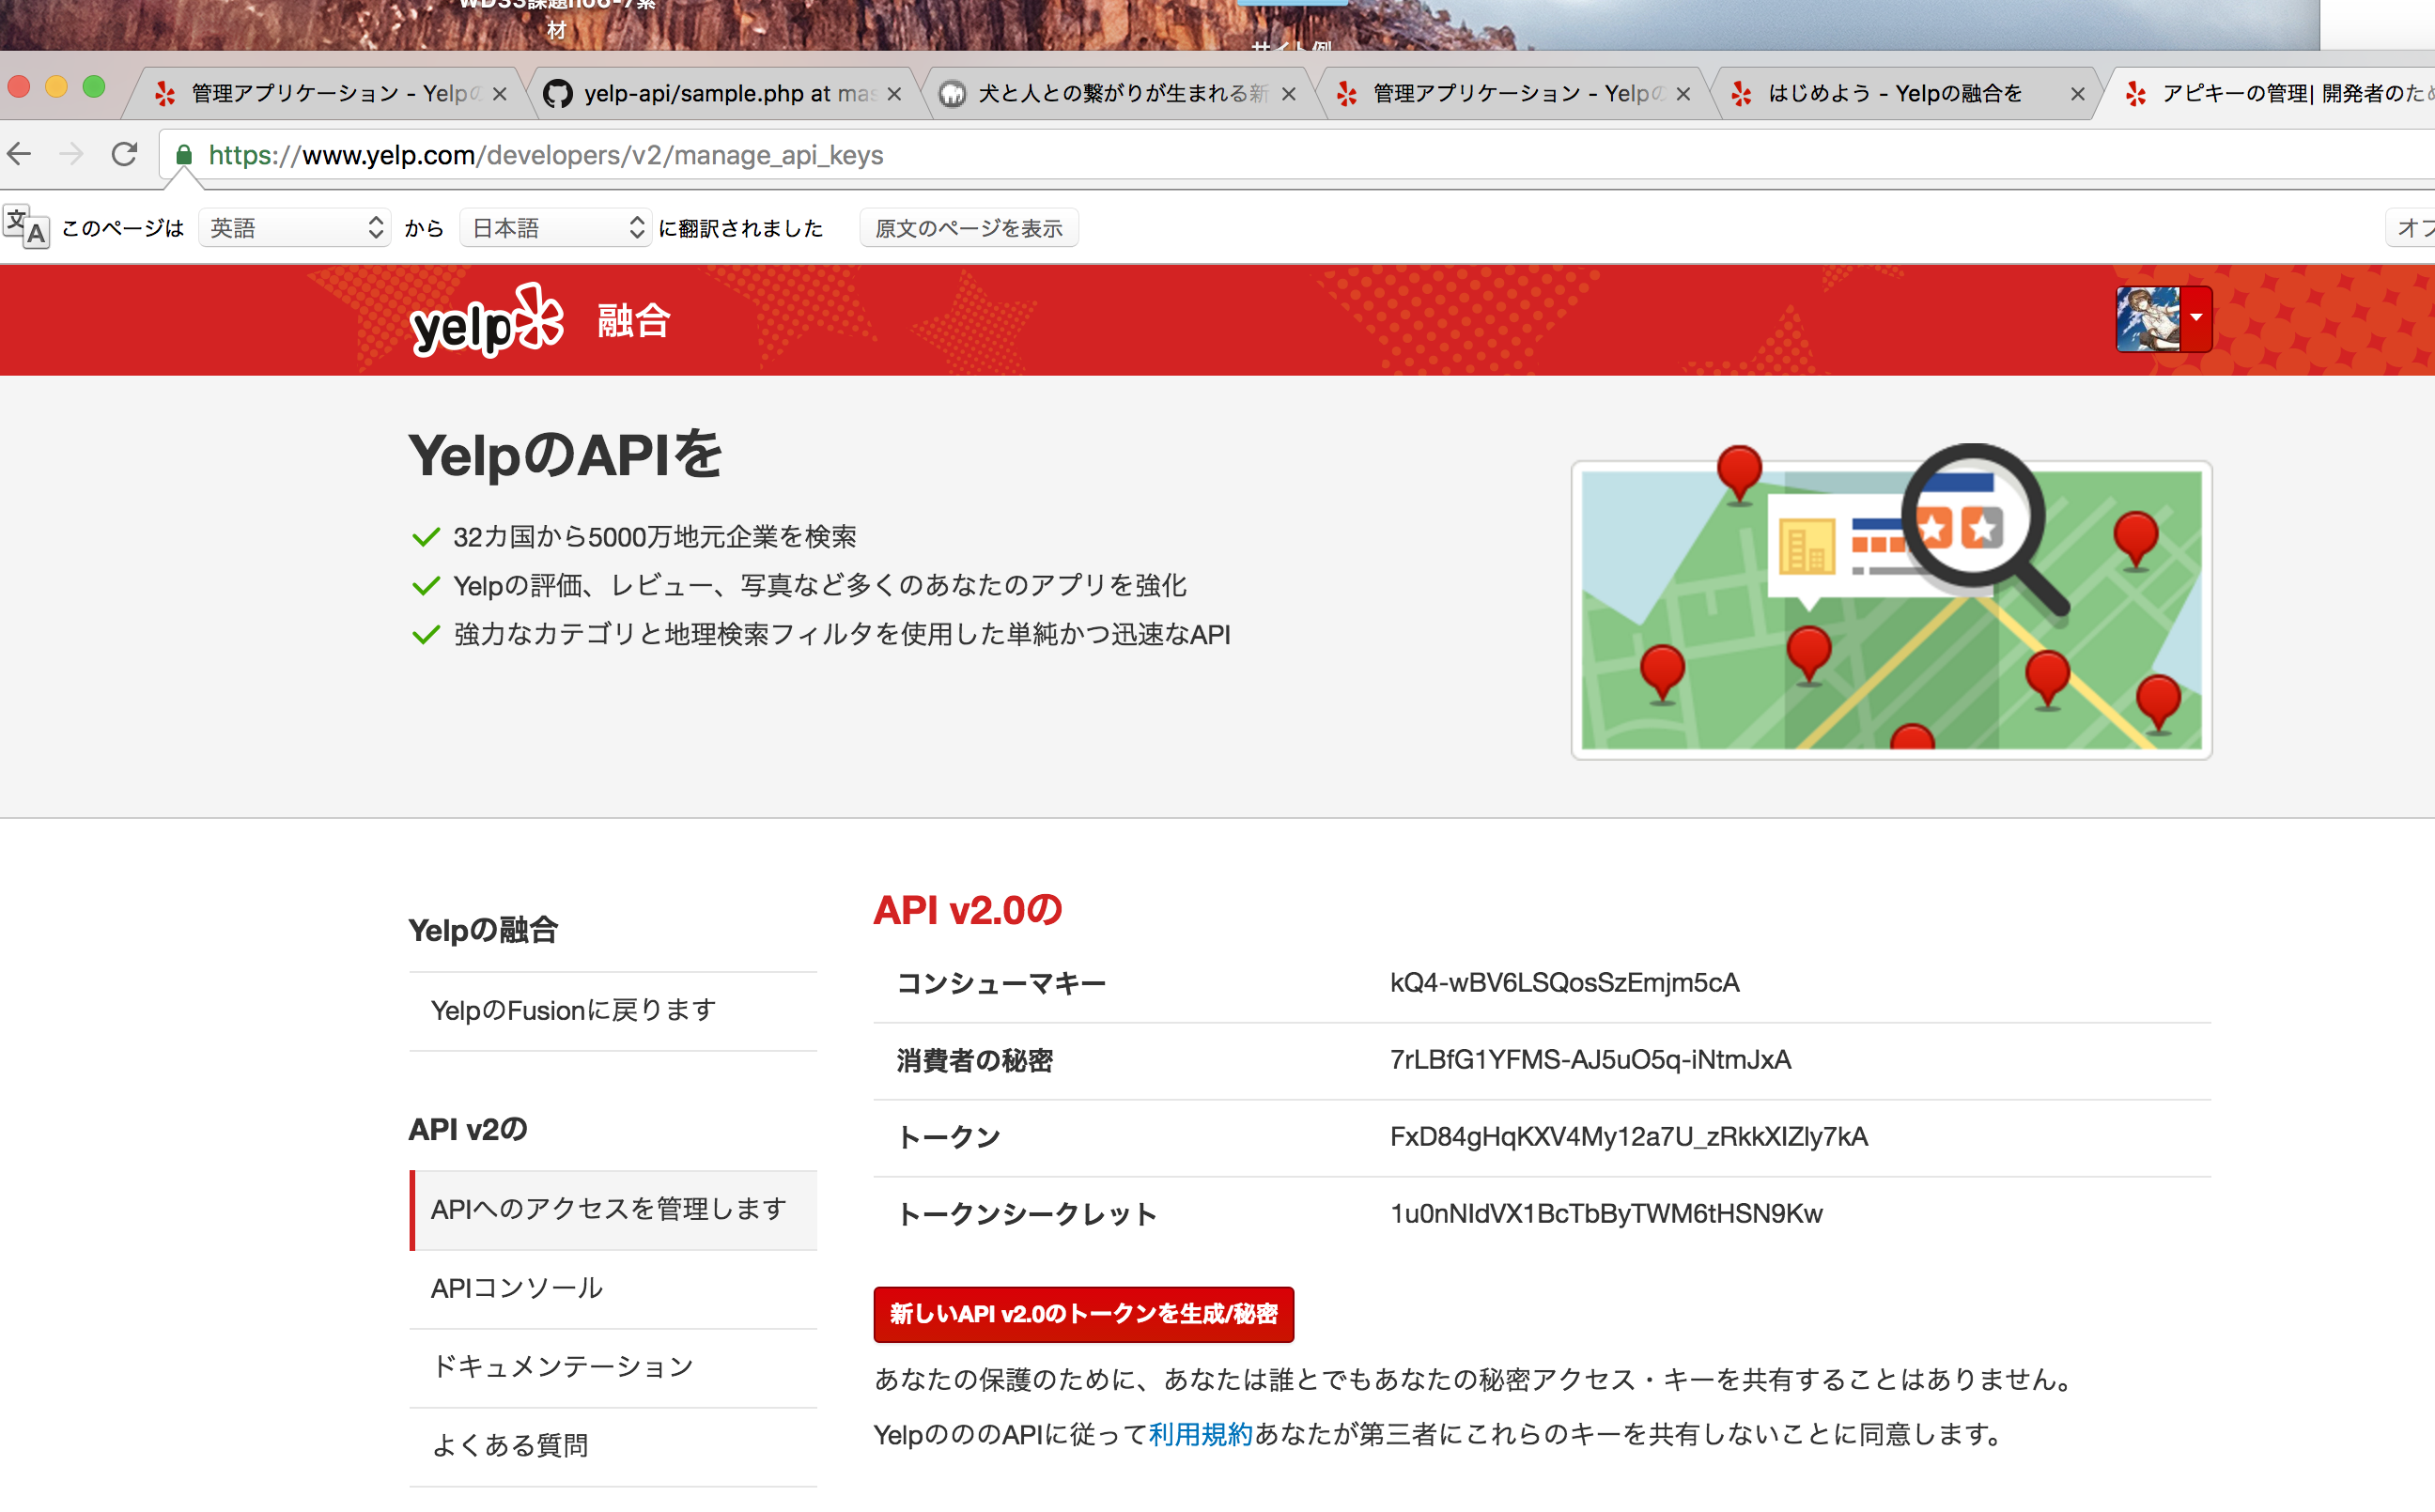 材
サイト例
管理アプリケーション - Yelpの
yelp-api/sample.php at mas
犬と人との繋がりが生まれる新
管理アプリケーション - Yelpの
はじめよう - Yelpの融合を
アピキーの管理| 開発者のため
https://www.yelp.com/developers/v2/manage_api_keys
文 A このページは 英語 から 日本語 に翻訳されました 原文のページを表示 オプ
yelp 融合
YelpのAPIを
32カ国から5000万地元企業を検索
Yelpの評価、レビュー、写真など多くのあなたのアプリを強化
強力なカテゴリと地理検索フィルタを使用した単純かつ迅速なAPI
Yelpの融合
YelpのFusionに戻ります
API v2の
APIへのアクセスを管理します
APIコンソール
ドキュメンテーション
よくある質問
API v2.0の
コンシューマキー kQ4-wBV6LSQosSzEmjm5cA
消費者の秘密 7rLBfG1YFMS-AJ5uO5q-iNtmJxA
トークン FxD84gHqKXV4My12a7U_zRkkXIZly7kA
トークンシークレット 1u0nNIdVX1BcTbByTWM6tHSN9Kw
新しいAPI v2.0のトークンを生成/秘密
あなたの保護のために、あなたは誰とでもあなたの秘密アクセス・キーを共有することはありません。
YelpのののAPIに従って利用規約あなたが第三者にこれらのキーを共有しないことに同意します。